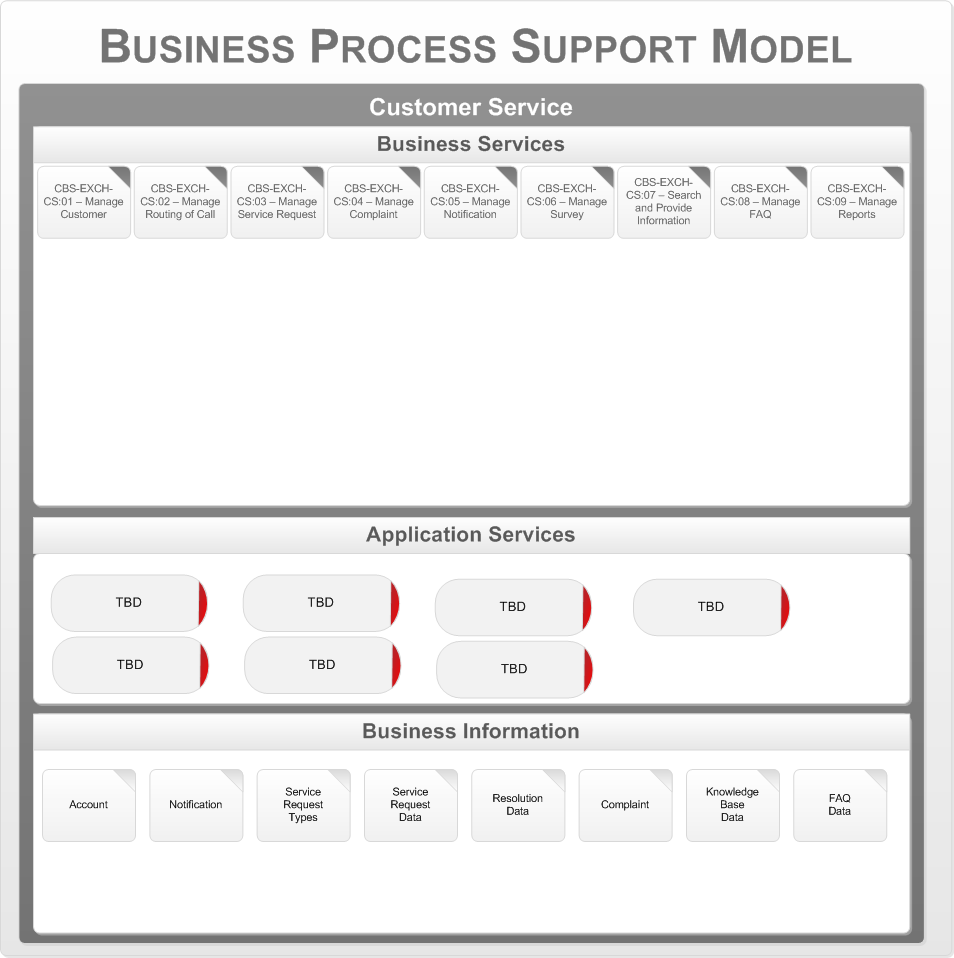 BUSINESS PROCESS SUPPORT MODEL
Customer Service
Business Services
CBS-EXCH-
CS:01 – Manage
Customer
CBS-EXCH-
CS:02 – Manage
Routing of Call
CBS-EXCH-
CS:03 – Manage
Service Request
CBS-EXCH-
CS:04 – Manage
Complaint
CBS-EXCH-
CS:05 – Manage
Notification
CBS-EXCH-
CS:06 – Manage
Survey
CBS-EXCH-
CS:07 – Search
and Provide
Information
CBS-EXCH-
CS:08 – Manage
FAQ
CBS-EXCH-
CS:09 – Manage
Reports
Application Services
TBD
TBD
TBD
TBD
TBD
TBD
TBD
Business Information
Account
Notification
Service
Request
Types
Service
Request
Data
Resolution
Data
Complaint
Knowledge
Base
Data
FAQ
Data